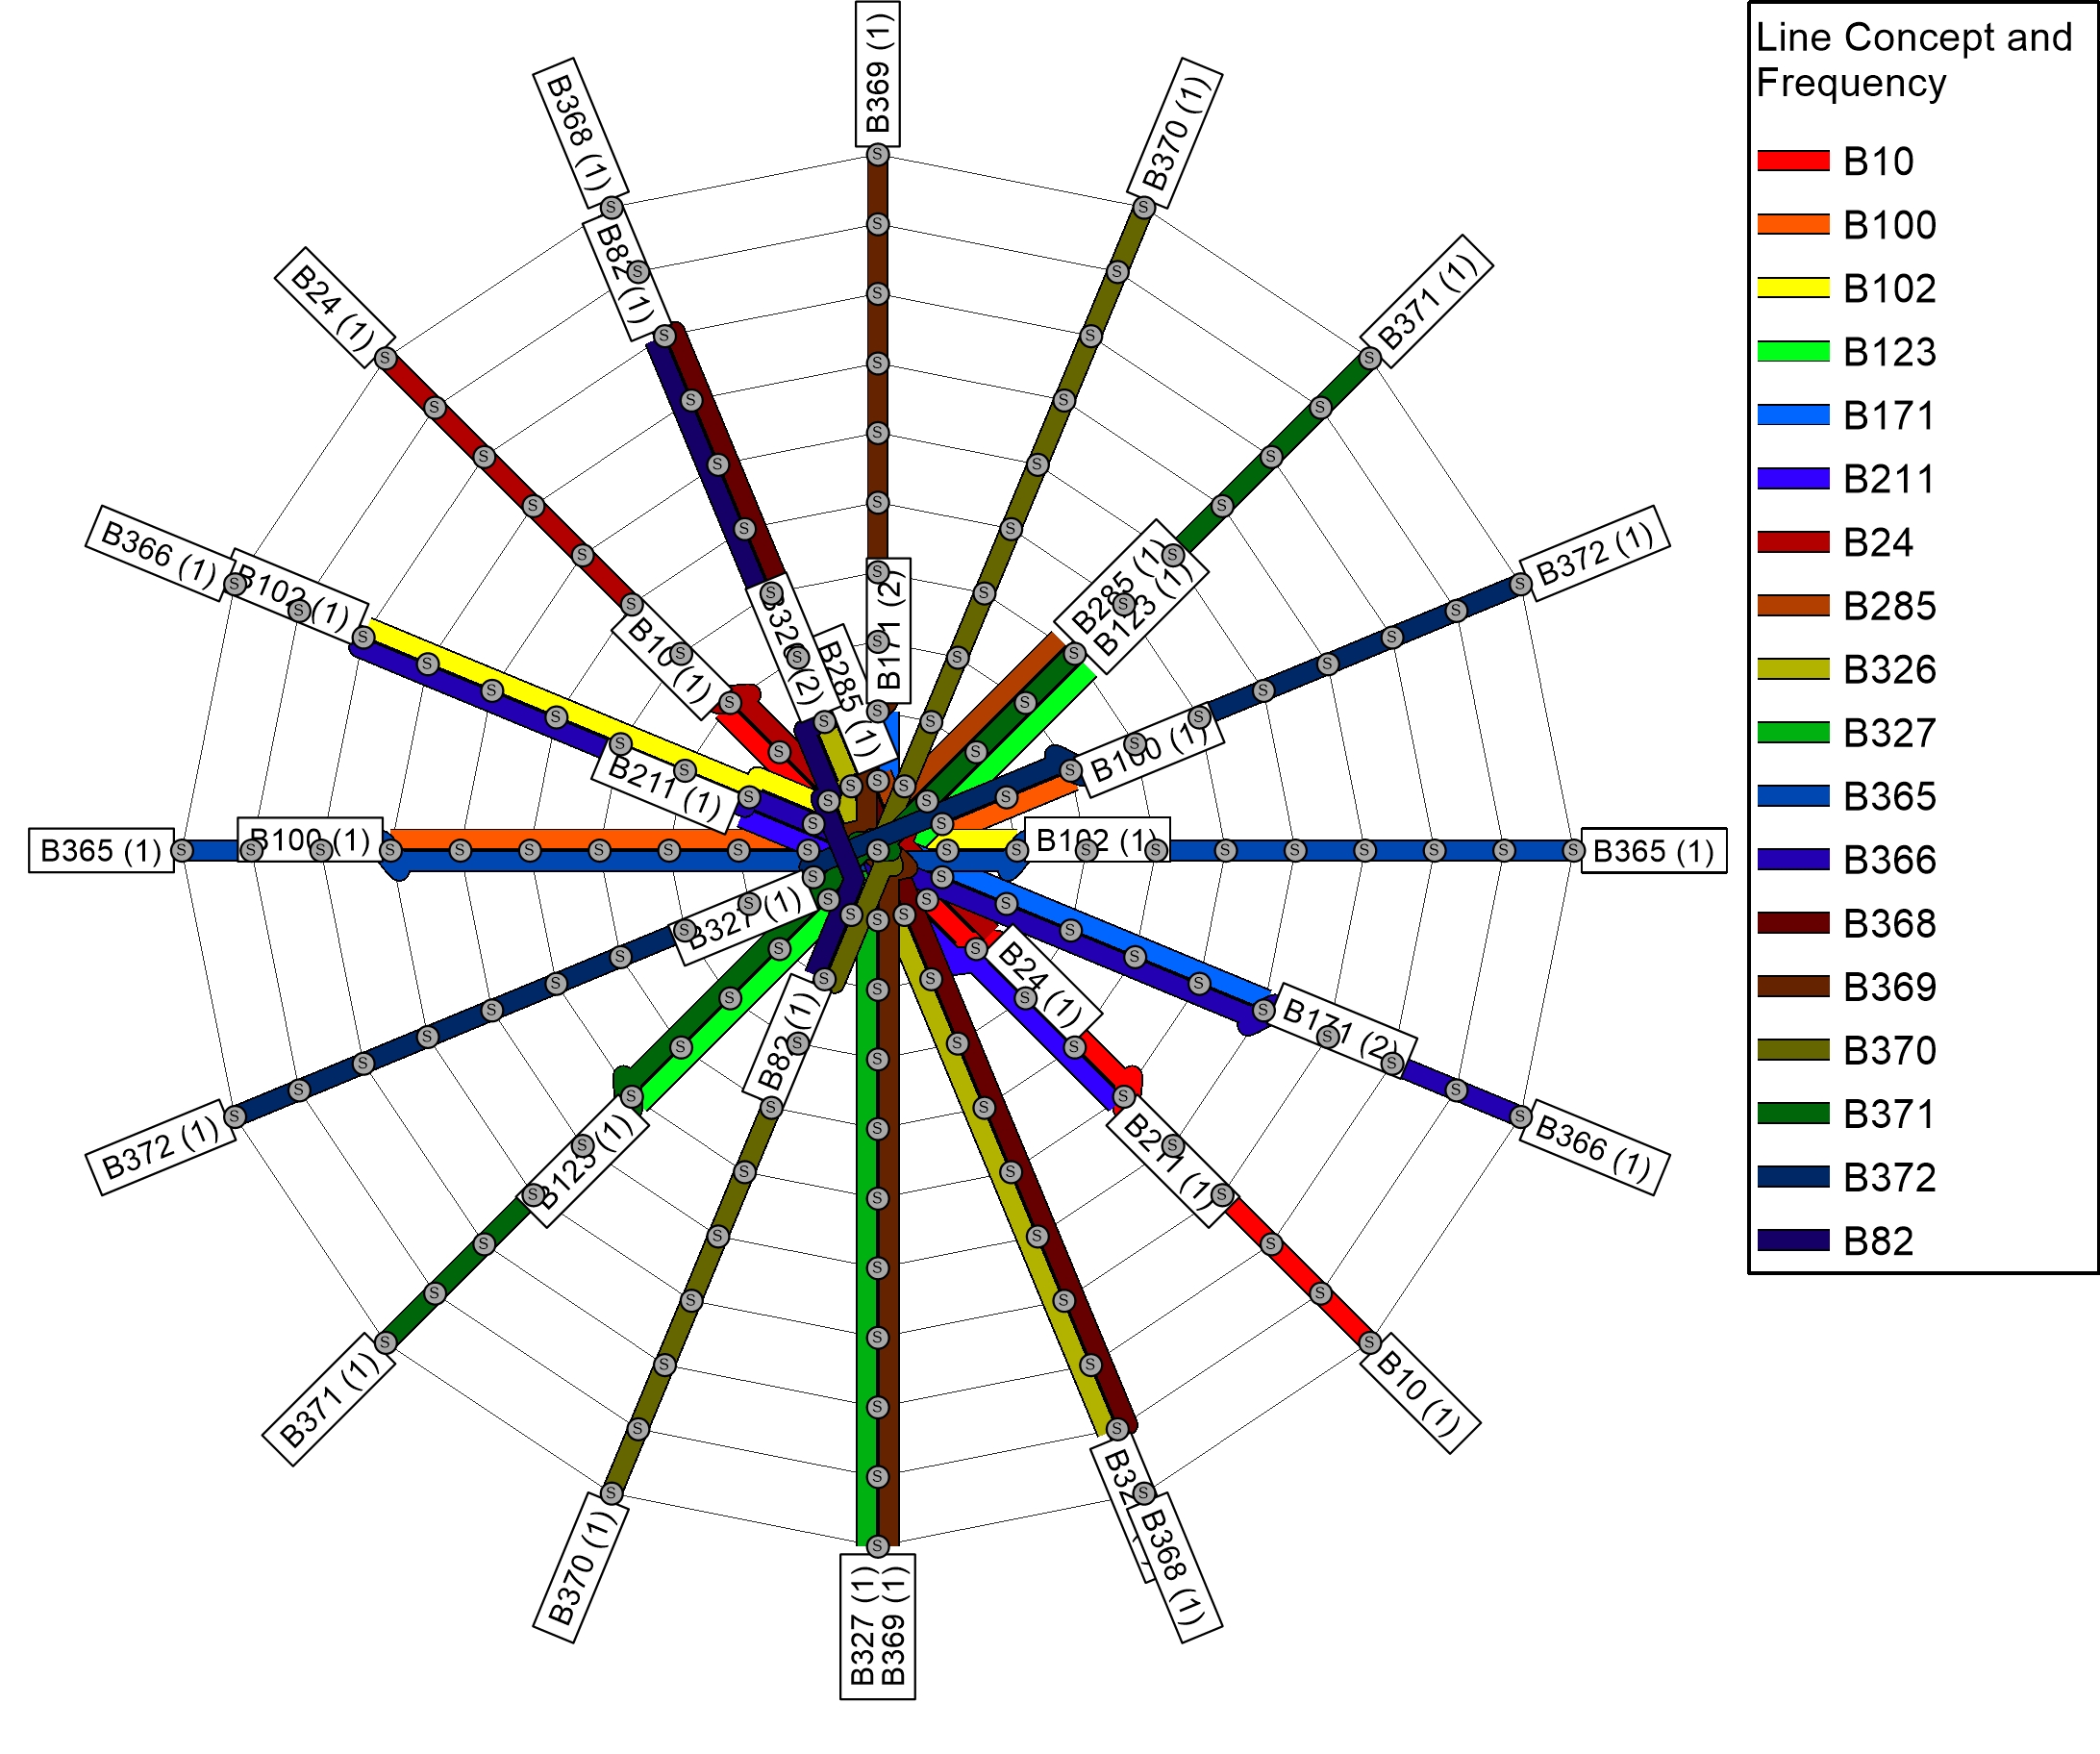 Line Concept and
Frequency
B10
B100
B102
B123
B171
B211
B24
B285
B326
B327
B365
B366
B368
B369
B370
B371
B372
B82
B369 (1)
B368 (1)
B370 (1)
B82 (1)
B24 (1)
B371 (1)
B366 (1)
B102 (1)
B372 (1)
B285 (1)
B123 (1)
B171 (2)
B326 (2)
B285 (1)
B10 (1)
B100 (1)
B211 (1)
B365 (1)
B100 (1)
B102 (1)
B365 (1)
B327 (1)
B24 (1)
B171 (2)
B82 (1)
B372 (1)
B123 (1)
B211 (1)
B366 (1)
B371 (1)
B10 (1)
B370 (1)
B327 (1)
B369 (1)
B368 (1)